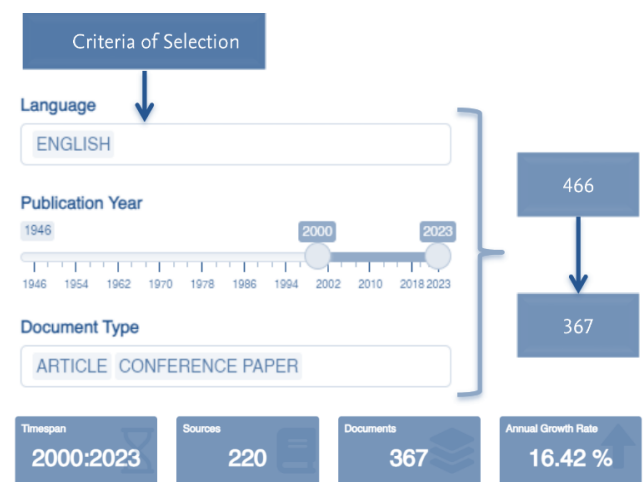 Criteria of Selection
Language
ENGLISH
Publication Year
1946
2000 2023
1946 1954 1962 1970 1978 1986 1994 2002 2010 2018 2023
Document Type
ARTICLE CONFERENCE PAPER
466
367
Timespan
2000:2023
Sources
220
Documents
367
Annual Growth Rate
16.42 %